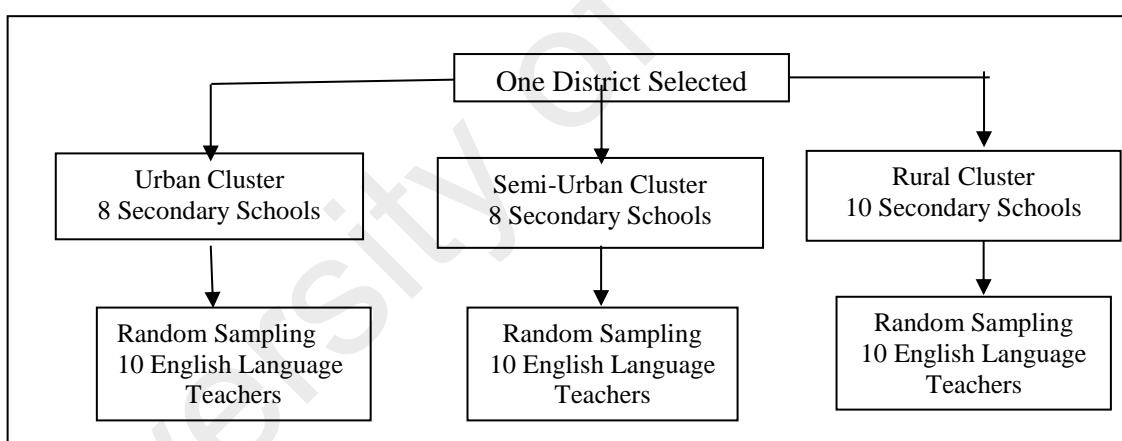 One District Selected
Urban Cluster
8 Secondary Schools
Semi-Urban Cluster
8 Secondary Schools
Rural Cluster
10 Secondary Schools
Random Sampling
10 English Language
Teachers
Random Sampling
10 English Language
Teachers
Random Sampling
10 English Language
Teachers